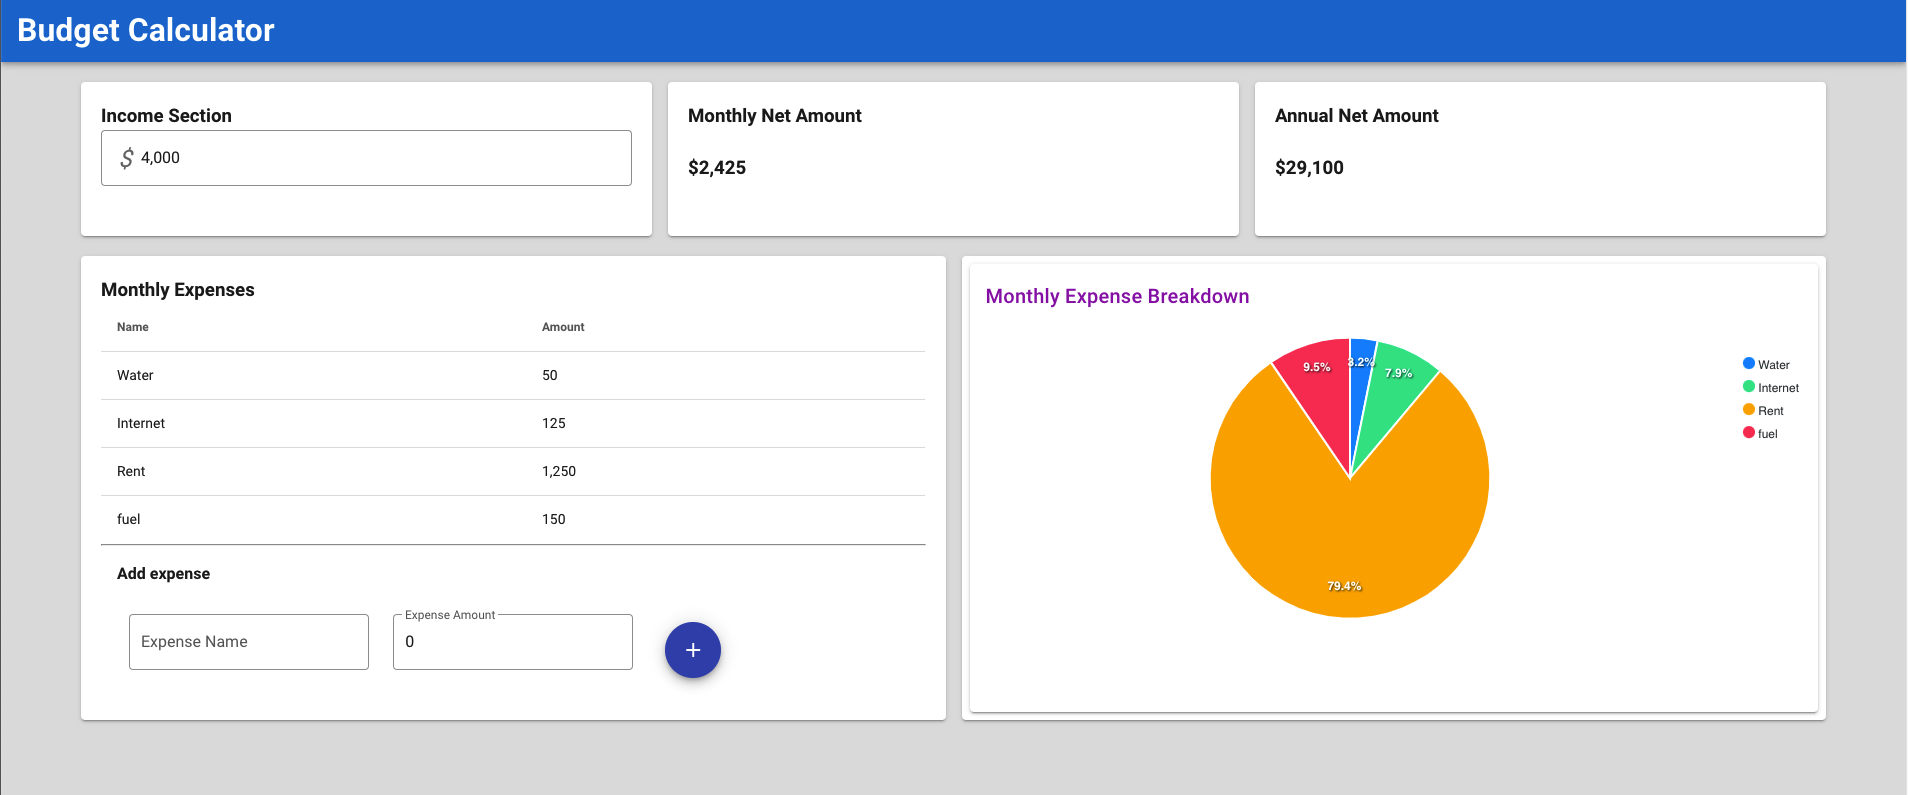 Budget Calculator
Income Section
$ 4,000
Monthly Net Amount
$2,425
Annual Net Amount
$29,100
Monthly Expenses
Name Amount
Water 50
Internet 125
Rent 1,250
fuel 150
Add expense
Expense Name
Expense Amount
0
+
Monthly Expense Breakdown
9.5%
3.2%
7.9%
79.4%
Water
Internet
Rent
fuel